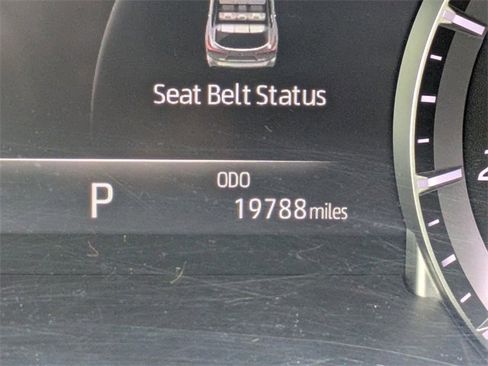 Seat Belt Status
ODO
P 19788 miles